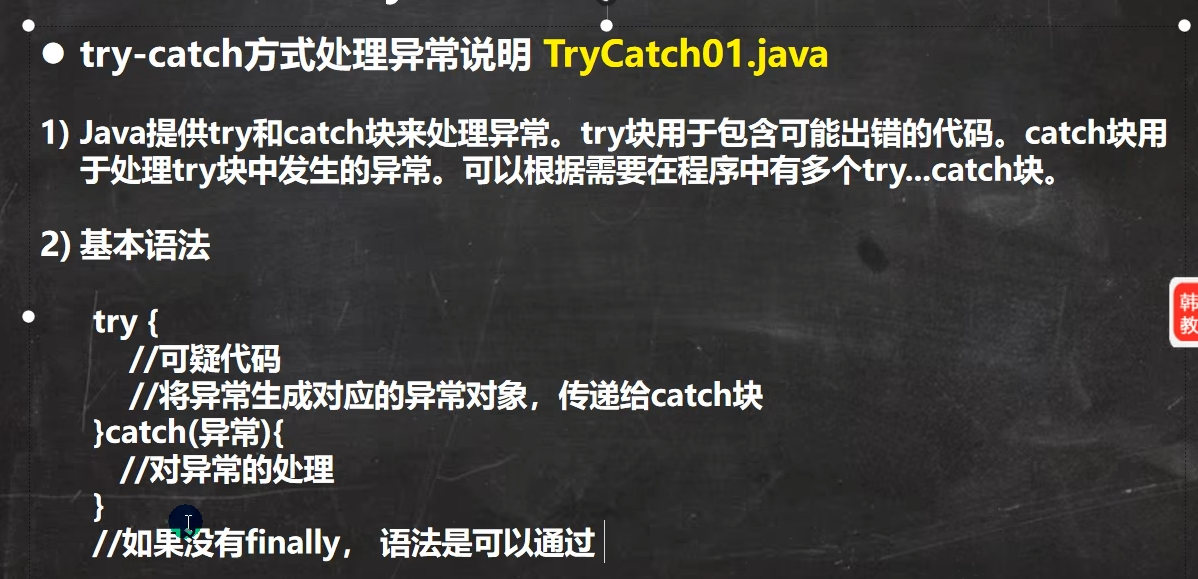 ● try-catch方式处理异常说明 TryCatch01.java
1) Java提供try和catch块来处理异常。try块用于包含可能出错的代码。catch块用
于处理try块中发生的异常。可以根据需要在程序中有多个try...catch块。
2) 基本语法
try {
//可疑代码
//将异常生成对应的异常对象，传递给catch块
}catch(异常){
//对异常的处理
}
//如果没有finally， 语法是可以通过
韩
教